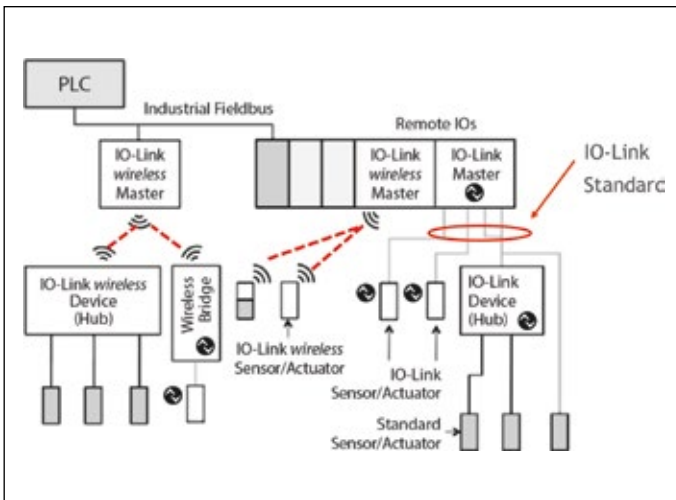 PLC
Industrial Fieldbus
Remote IOs
IO-Link
wireless
Master
IO-Link
wireless
Master
IO-Link
Master
IO-Link
Standard
IO-Link wireless
Device
(Hub)
Wireless
Bridge
IO-Link wireless
Sensor/Actuator
IO-Link
Sensor/Actuator
IO-Link
Device
(Hub)
Standard
Sensor/Actuator